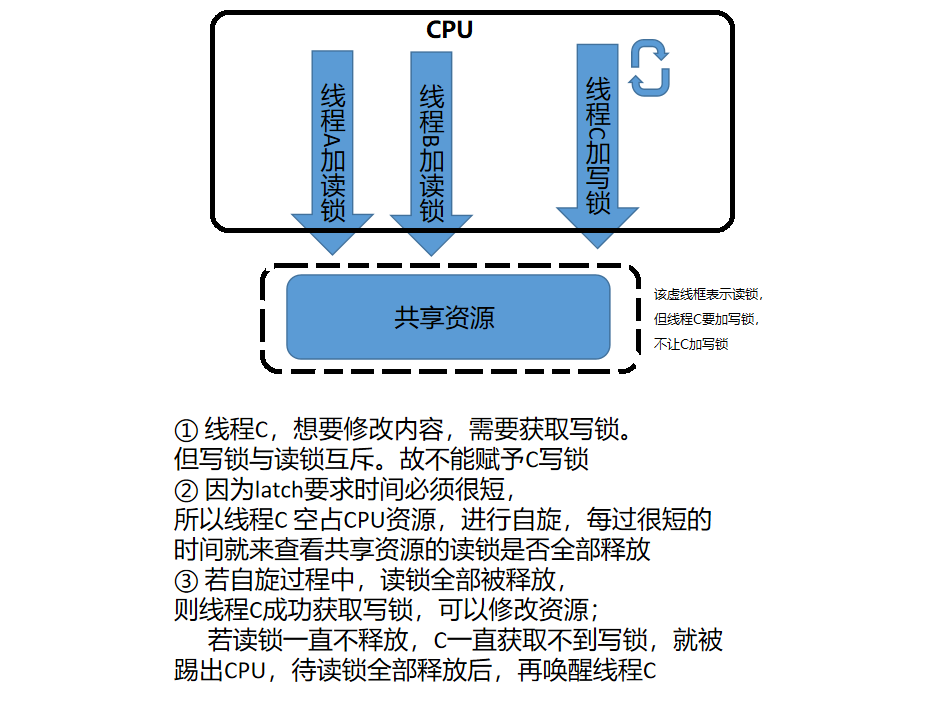 CPU
线程A加读锁
线程B加读锁
线程C加写锁
共享资源
该虚线框表示读锁,
但线程C要加写锁,
不让C加写锁
① 线程C，想要修改内容，需要获取写锁。
但写锁与读锁互斥。故不能赋予C写锁
② 因为latch要求时间必须很短，
所以线程C 空占CPU资源，进行自旋，每过很短的
时间就来查看共享资源的读锁是否全部释放
③ 若自旋过程中，读锁全部被释放，
则线程C成功获取写锁，可以修改资源；
若读锁一直不释放，C一直获取不到写锁，就被
踢出CPU，待读锁全部释放后，再唤醒线程C